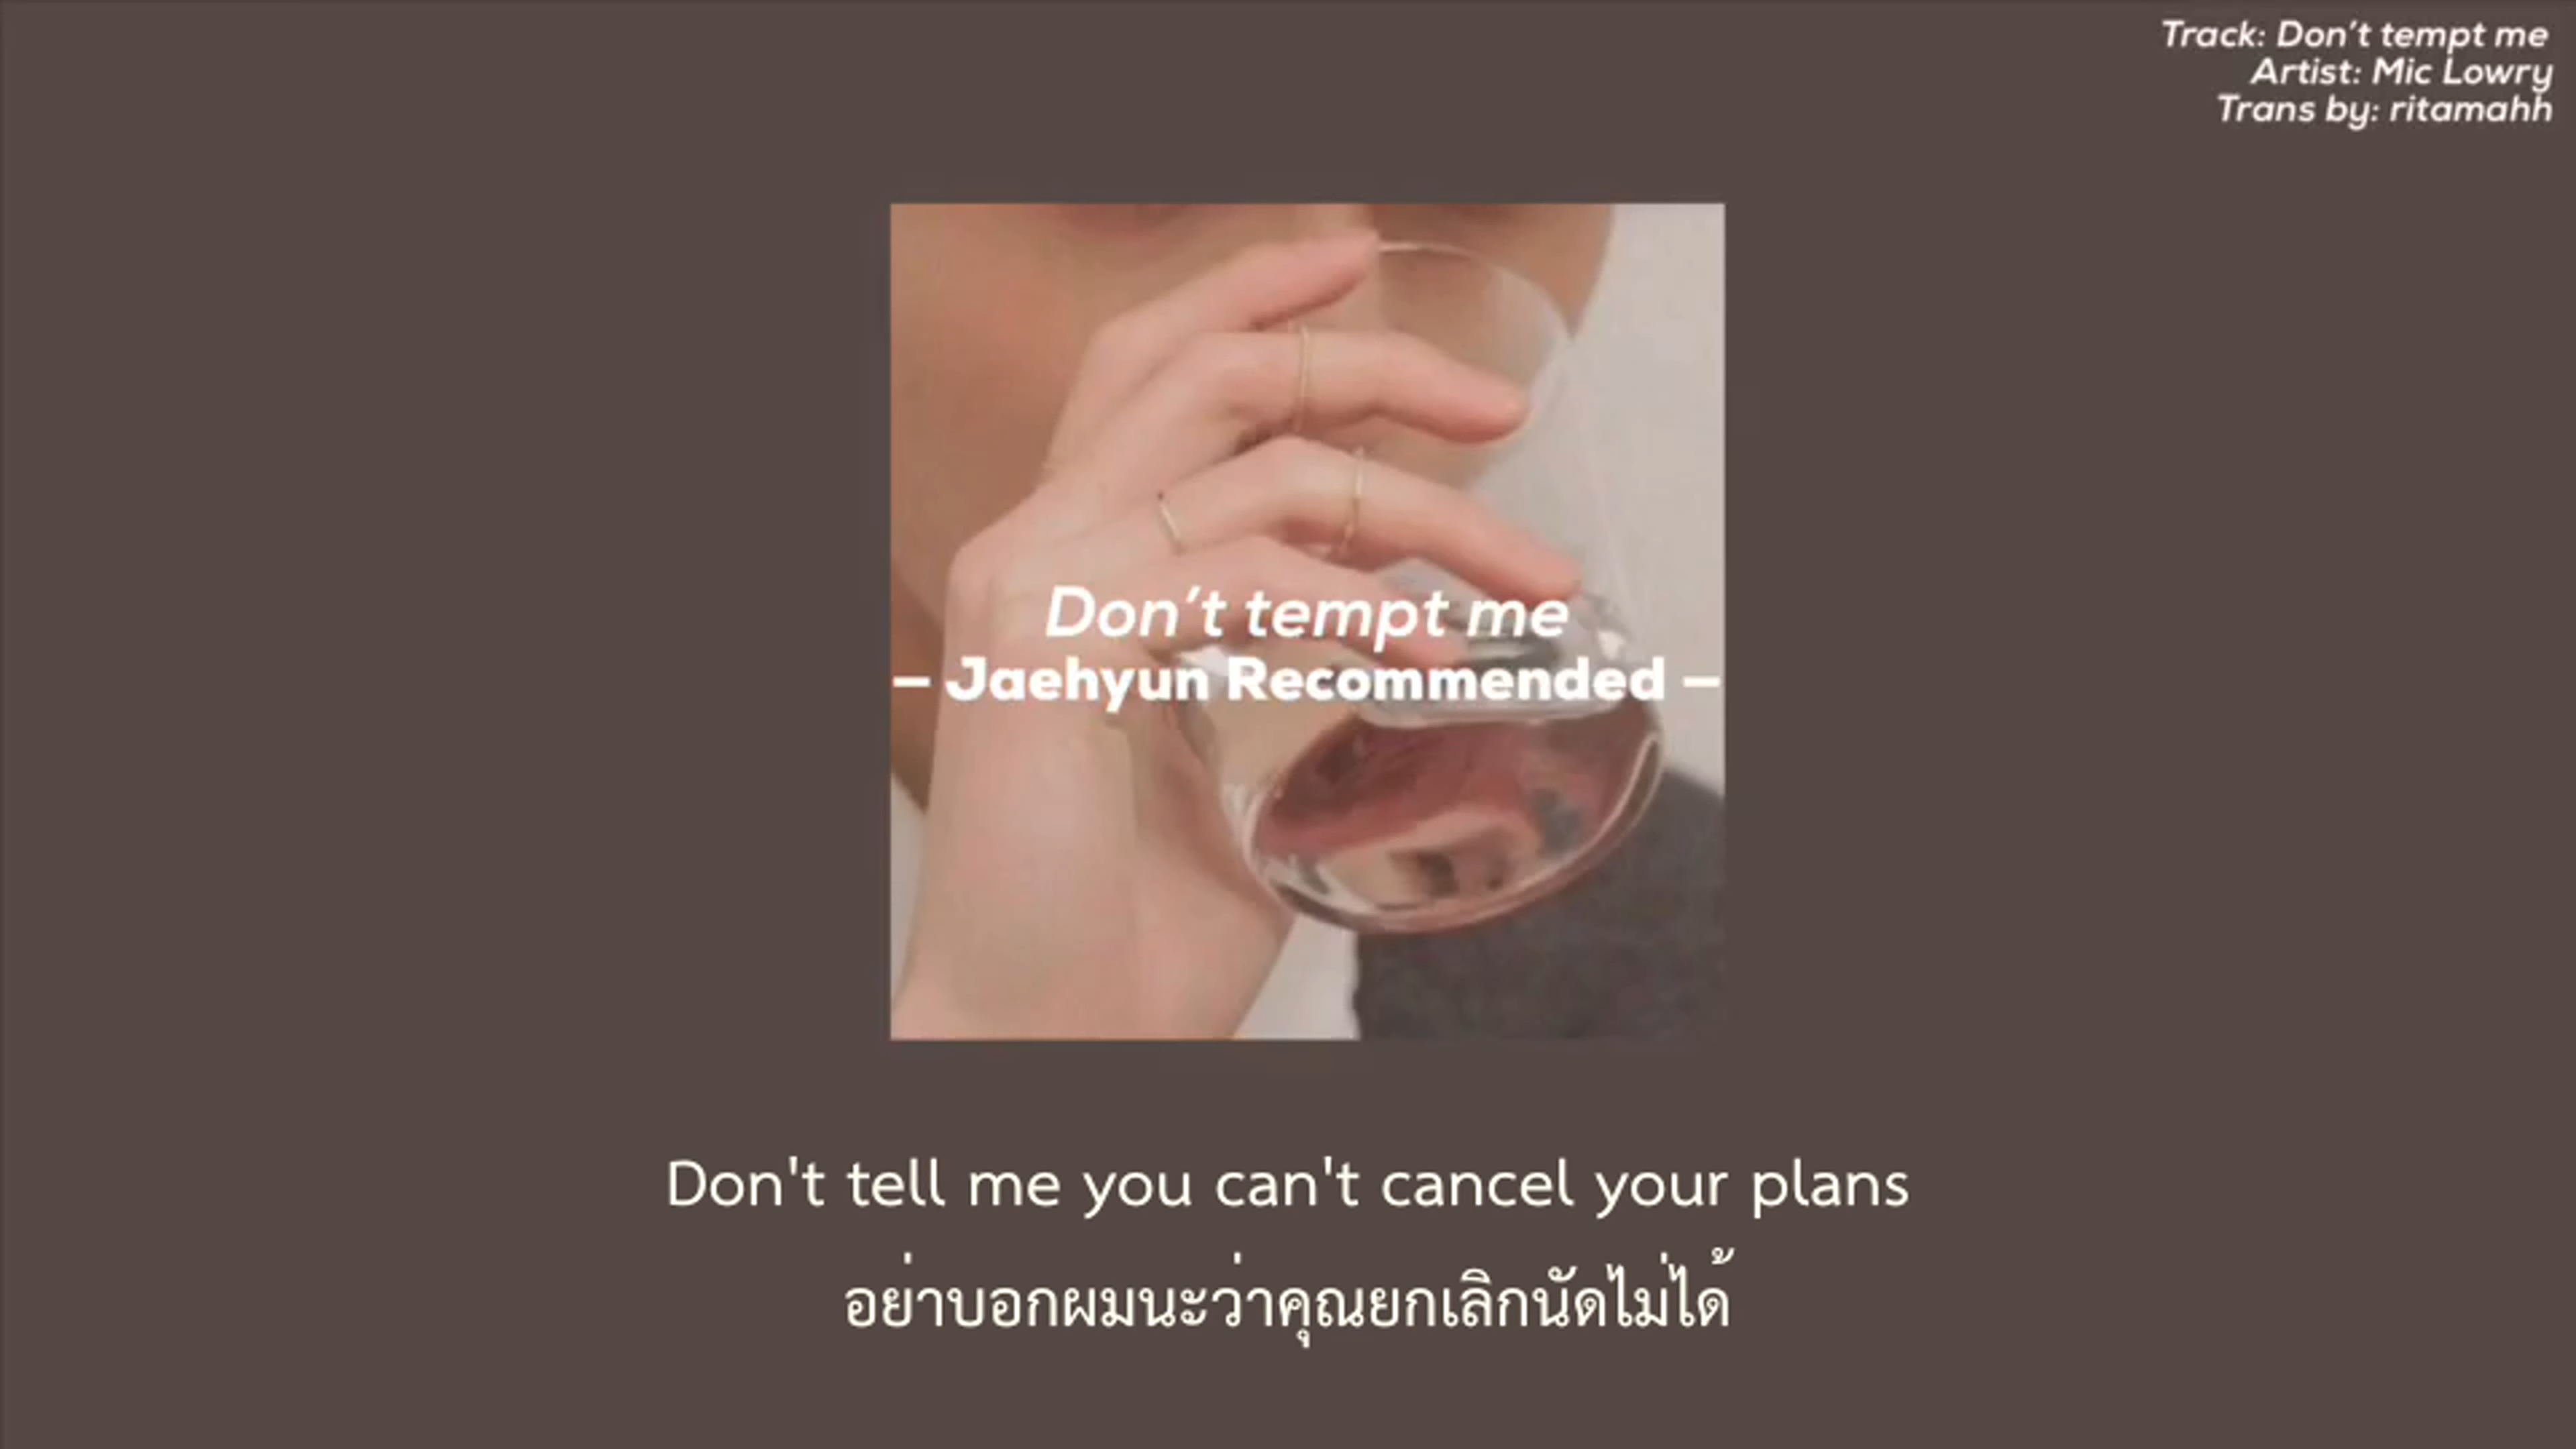 Track: Don't tempt me
Artist: Mic Lowry
Trans by: ritamahh
Don't tempt me
– Jaehyun Recommended –
Don't tell me you can't cancel your plans
อย่าบอกผมนะว่าคุณยกเลิกนัดไม่ได้